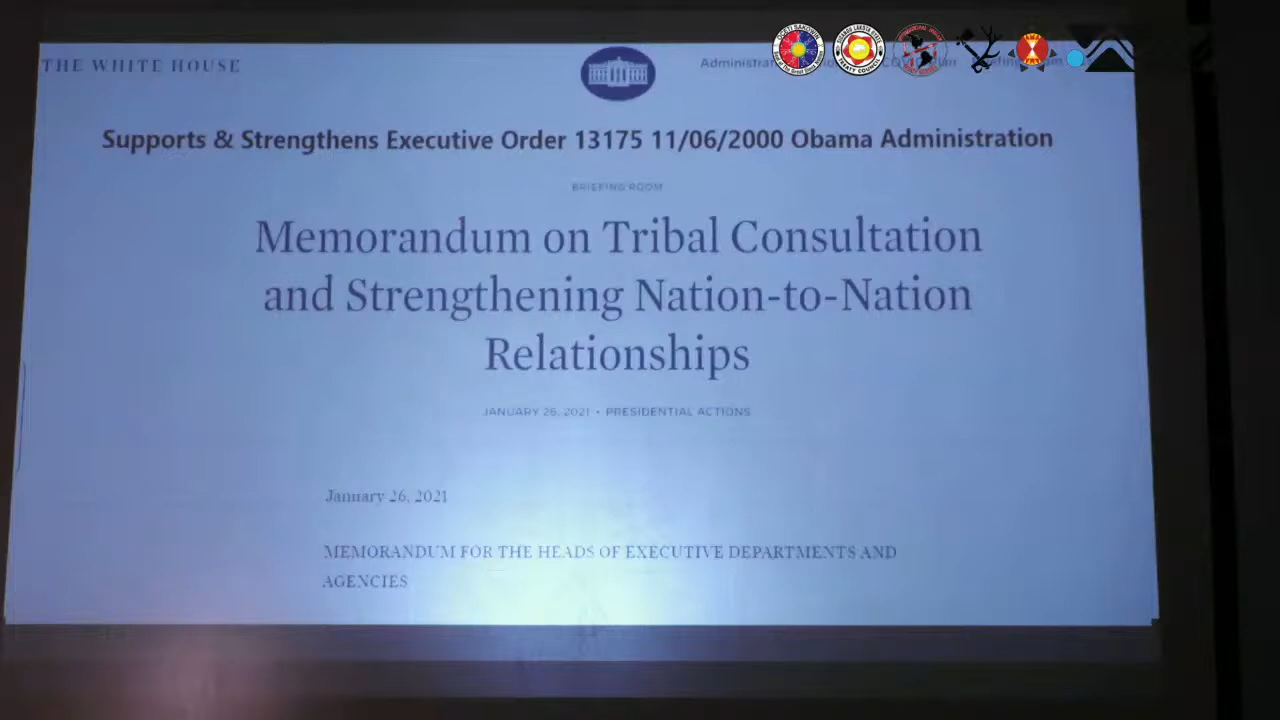 THE WHITE HOUSE
Supports & Strengthens Executive Order 13175 11/06/2000 Obama Administration
BRIEFING ROOM
Memorandum on Tribal Consultation
and Strengthening Nation-to-Nation
Relationships
JANUARY 26, 2021 • PRESIDENTIAL ACTIONS
January 26, 2021
MEMORANDUM FOR THE HEADS OF EXECUTIVE DEPARTMENTS AND
AGENCIES